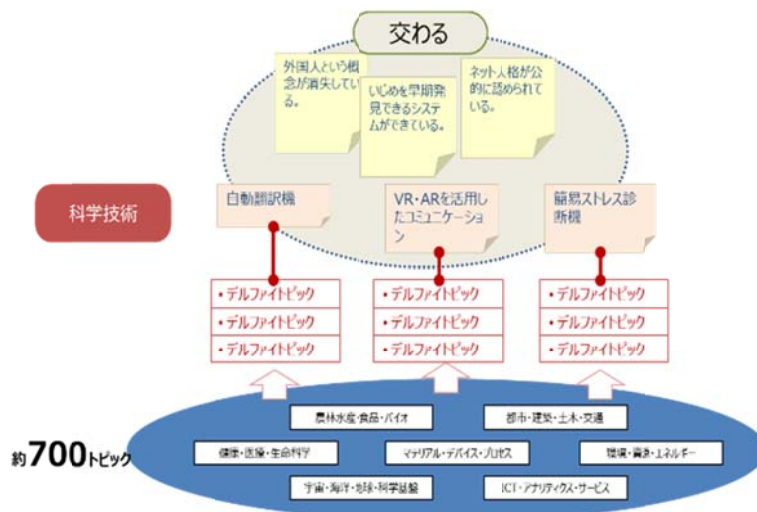 交わる
外国人という概
念が消失してい
る。
いじめを早期発
見できるシステ
ムができている。
ネット人格が公
的に認められて
いる。
科学技術
自動翻訳機
VR・ARを活用し
たコミュニケーショ
ン
簡易ストレス診
断機
・デルファイトピック
・デルファイトピック
・デルファイトピック
・デルファイトピック
・デルファイトピック
・デルファイトピック
・デルファイトピック
・デルファイトピック
・デルファイトピック
約700トピック
農林水産・食品・バイオ
都市・建築・土木・交通
健康・医療・生命科学
マテリアル・デバイス・プロセス
環境・資源・エネルギー
宇宙・海洋・地球・科学基盤
ICT・アナリティクス・サービス